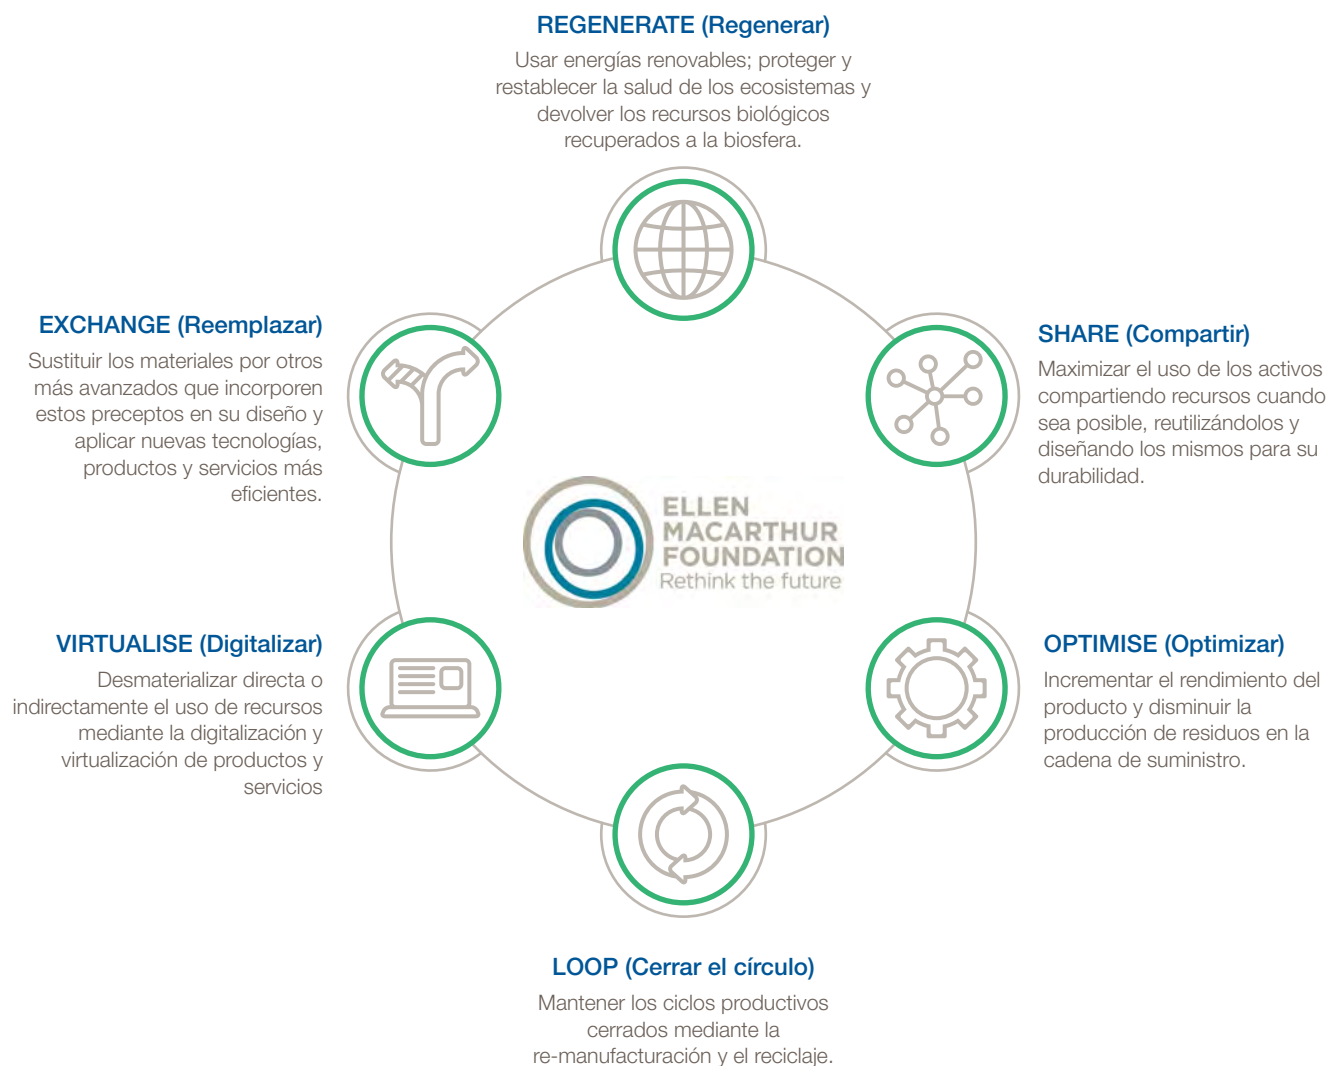 REGENERATE (Regenerar)
Usar energías renovables; proteger y
restablecer la salud de los ecosistemas y
devolver los recursos biológicos
recuperados a la biosfera.
EXCHANGE (Reemplazar)
Sustituir los materiales por otros
más avanzados que incorporen
estos preceptos en su diseño y
aplicar nuevas tecnologías,
productos y servicios más
eficientes.
SHARE (Compartir)
Maximizar el uso de los activos
compartiendo recursos cuando
sea posible, reutilizándolos y
diseñando los mismos para su
durabilidad.
ELLEN
MACARTHUR
FOUNDATION
Rethink the future
VIRTUALISE (Digitalizar)
Desmaterializar directa o
indirectamente el uso de recursos
mediante la digitalización y
virtualización de productos y
servicios
OPTIMISE (Optimizar)
Incrementar el rendimiento del
producto y disminuir la
producción de residuos en la
cadena de suministro.
LOOP (Cerrar el círculo)
Mantener los ciclos productivos
cerrados mediante la
re-manufacturación y el reciclaje.